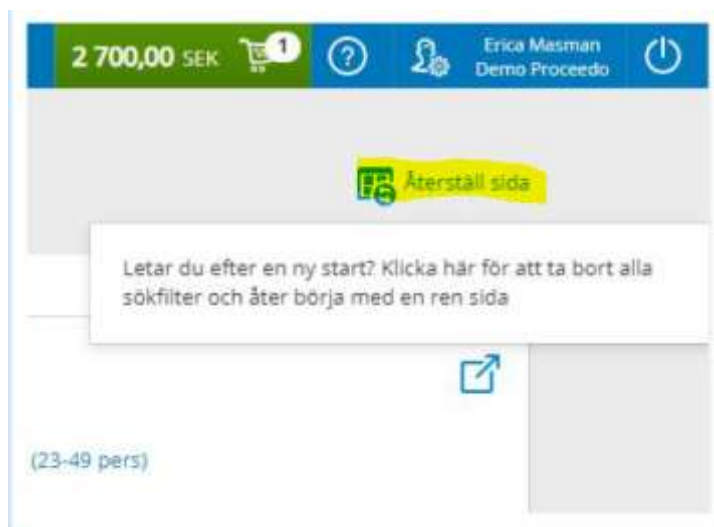 2 700,00 SEK 1 ? Erica Masman
Demo Proceedo
Återställ sida
Letar du efter en ny start? Klicka här för att ta bort alla
sökfilter och åter börja med en ren sida
(23-49 pers)